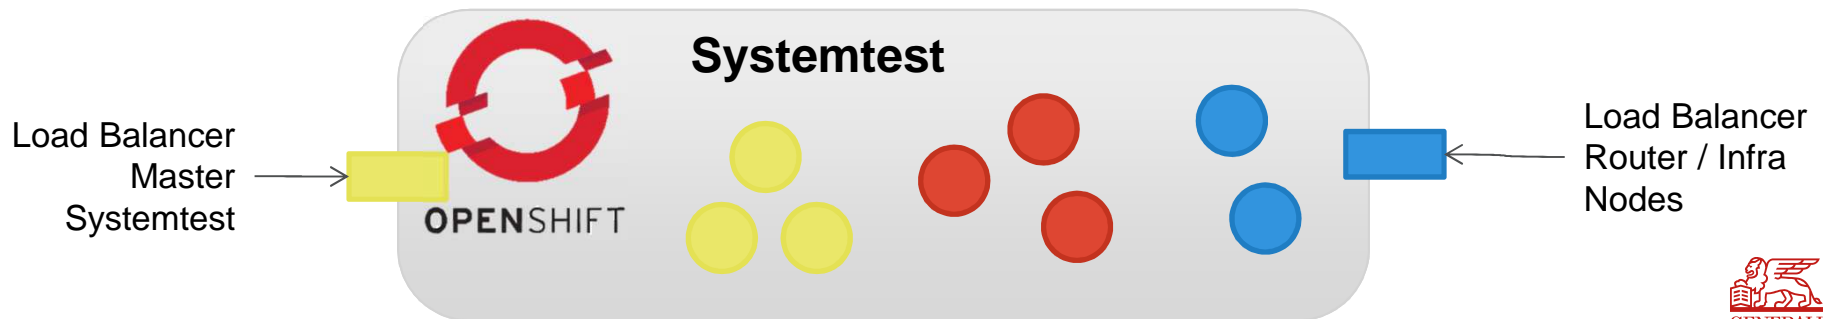 Systemtest
Load Balancer
Master
Systemtest
OPENSHIFT
Load Balancer
Router / Infra
Nodes